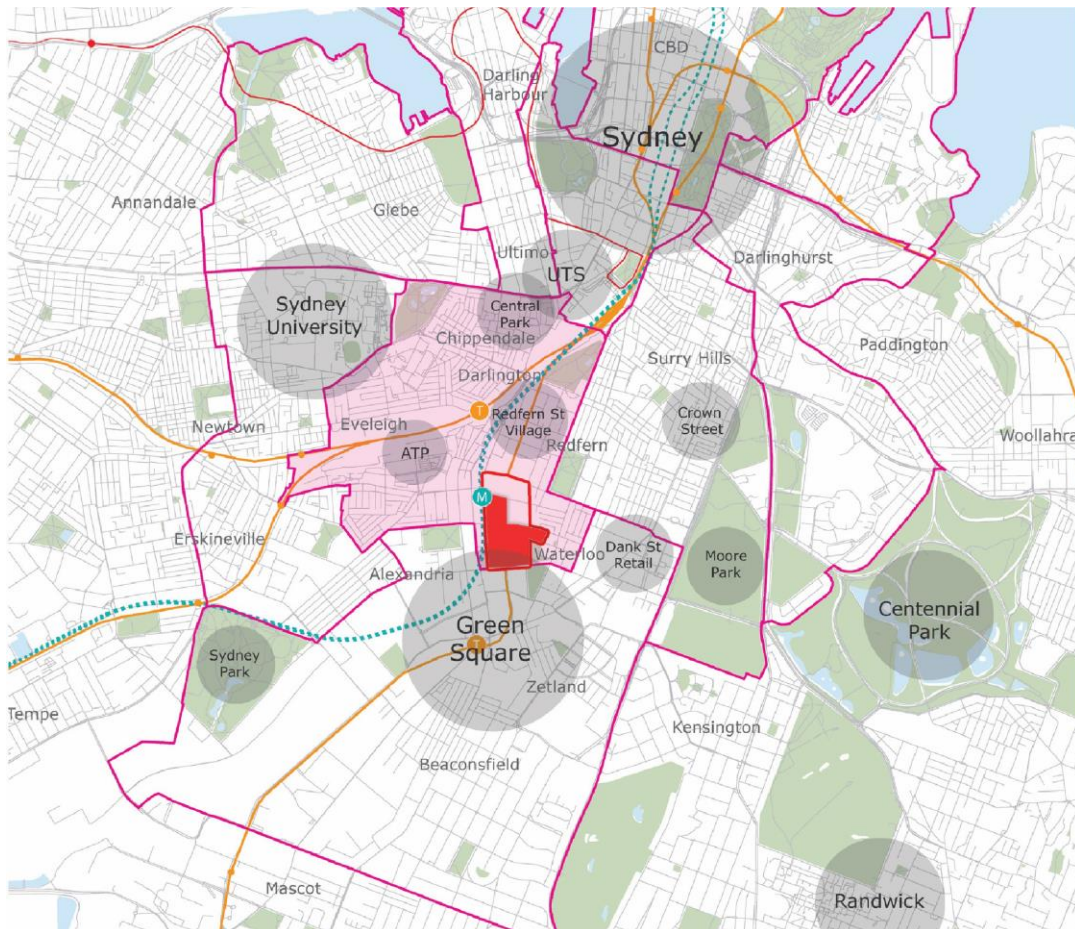 CBD
Darling
Harbour
Sydney
Annandale
Glebe
Ultimo
UTS
Darlinghurst
Sydney
University
Central
Park
Chippendale
Surry Hills
Paddington
Darlington
Newtown
Eveleigh
T
Redfern St
Village
Crown
Street
Woollahra
ATP
Redfern
M
Erskineville
Alexandria
Waterloo
Dank St
Retail
Moore
Park
Centennial
Park
Green
Square
T
Sydney
Park
Zetland
Tempe
Kensington
Beaconsfield
Mascot
Randwick